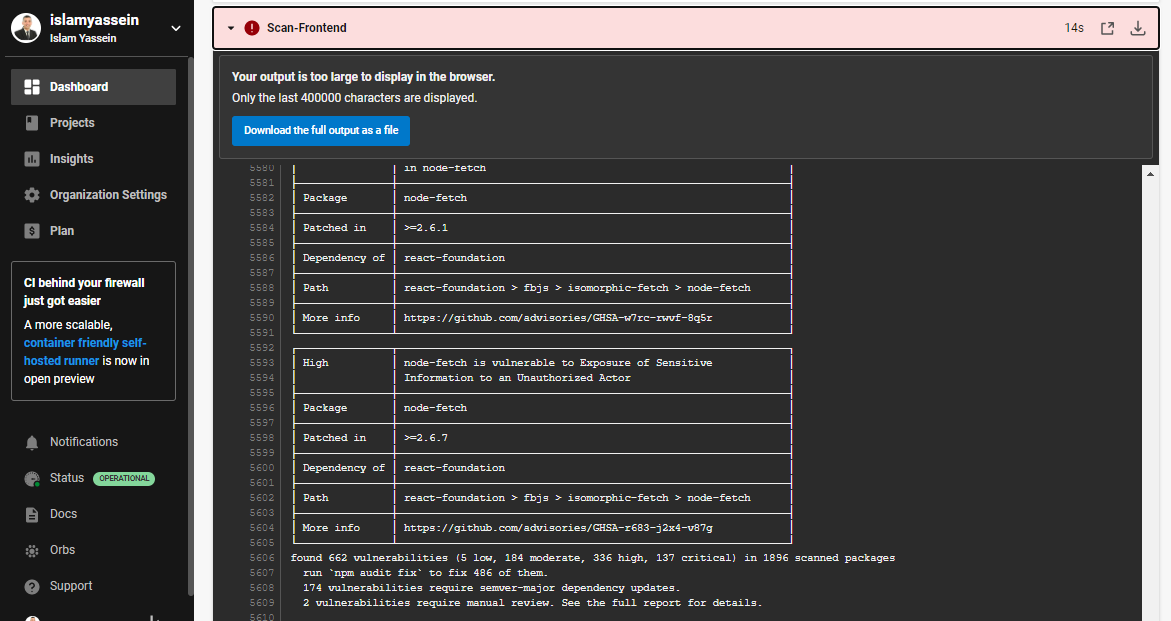 islamyassein
Islam Yassein
Dashboard
Projects
Insights
Organization Settings
$ Plan
CI behind your firewall
just got easier
A more scalable,
container friendly self-
hosted runner is now in
open preview
Notifications
Status OPERATIONAL
Docs
Orbs
? Support
! Scan-Frontend 14s
Your output is too large to display in the browser.
Only the last 400000 characters are displayed.
Download the full output as a file
5580 in node-fetch
5581
5582 Package node-fetch
5583
5584 Patched in >=2.6.1
5585
5586 Dependency of react-foundation
5587
5588 Path react-foundation > fbjs > isomorphic-fetch > node-fetch
5589
5590 More info https://github.com/advisories/GHSA-w7rc-rwvf-8q5r
5591
5592
5593 High node-fetch is vulnerable to Exposure of Sensitive
5594 Information to an Unauthorized Actor
5595
5596 Package node-fetch
5597
5598 Patched in >=2.6.7
5599
5600 Dependency of react-foundation
5601
5602 Path react-foundation > fbjs > isomorphic-fetch > node-fetch
5603
5604 More info https://github.com/advisories/GHSA-r683-j2x4-v87g
5605
5606 found 662 vulnerabilities (5 low, 184 moderate, 336 high, 137 critical) in 1896 scanned packages
5607 run `npm audit fix` to fix 486 of them.
5608 174 vulnerabilities require semver-major dependency updates.
5609 2 vulnerabilities require manual review. See the full report for details.
5610